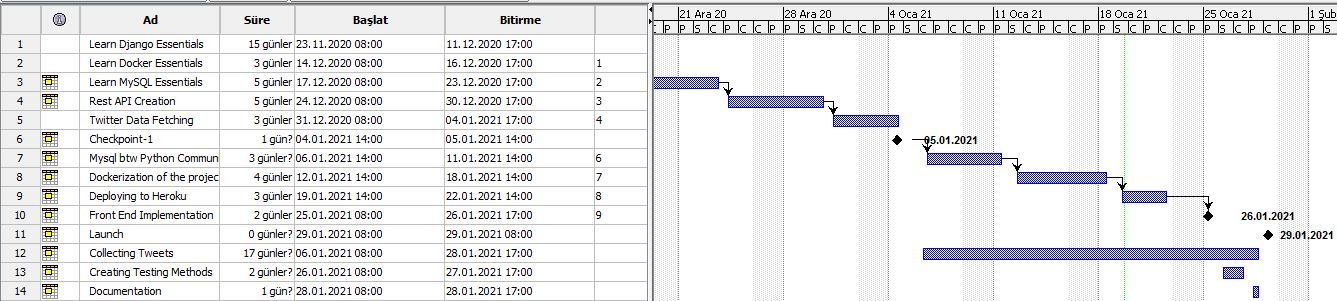 Ad Süre Başlat Bitirme
21 Ara 20 28 Ara 20 4 Oca 21 11 Oca 21 18 Oca 21 25 Oca 21 1 Şub
1 Learn Django Essentials 15 günler 23.11.2020 08:00 11.12.2020 17:00
2 Learn Docker Essentials 3 günler 14.12.2020 08:00 16.12.2020 17:00 1
3 Learn MySQL Essentials 5 günler 17.12.2020 08:00 23.12.2020 17:00 2
4 Rest API Creation 5 günler 24.12.2020 08:00 30.12.2020 17:00 3
5 Twitter Data Fetching 3 günler 31.12.2020 08:00 04.01.2021 17:00 4
6 Checkpoint-1 1 gün? 04.01.2021 14:00 05.01.2021 14:00 05.01.2021
7 Mysql btw Python Commun 3 günler? 06.01.2021 14:00 11.01.2021 14:00 6
8 Dockerization of the projec 4 günler 12.01.2021 14:00 18.01.2021 14:00 7
9 Deploying to Heroku 3 günler 19.01.2021 14:00 22.01.2021 14:00 8
10 Front End Implementation 2 günler 25.01.2021 08:00 26.01.2021 17:00 9 26.01.2021
11 Launch 0 günler? 29.01.2021 08:00 29.01.2021 08:00 29.01.2021
12 Collecting Tweets 17 günler? 06.01.2021 08:00 28.01.2021 17:00
13 Creating Testing Methods 2 günler? 26.01.2021 08:00 27.01.2021 17:00
14 Documentation 1 gün? 28.01.2021 08:00 28.01.2021 17:00